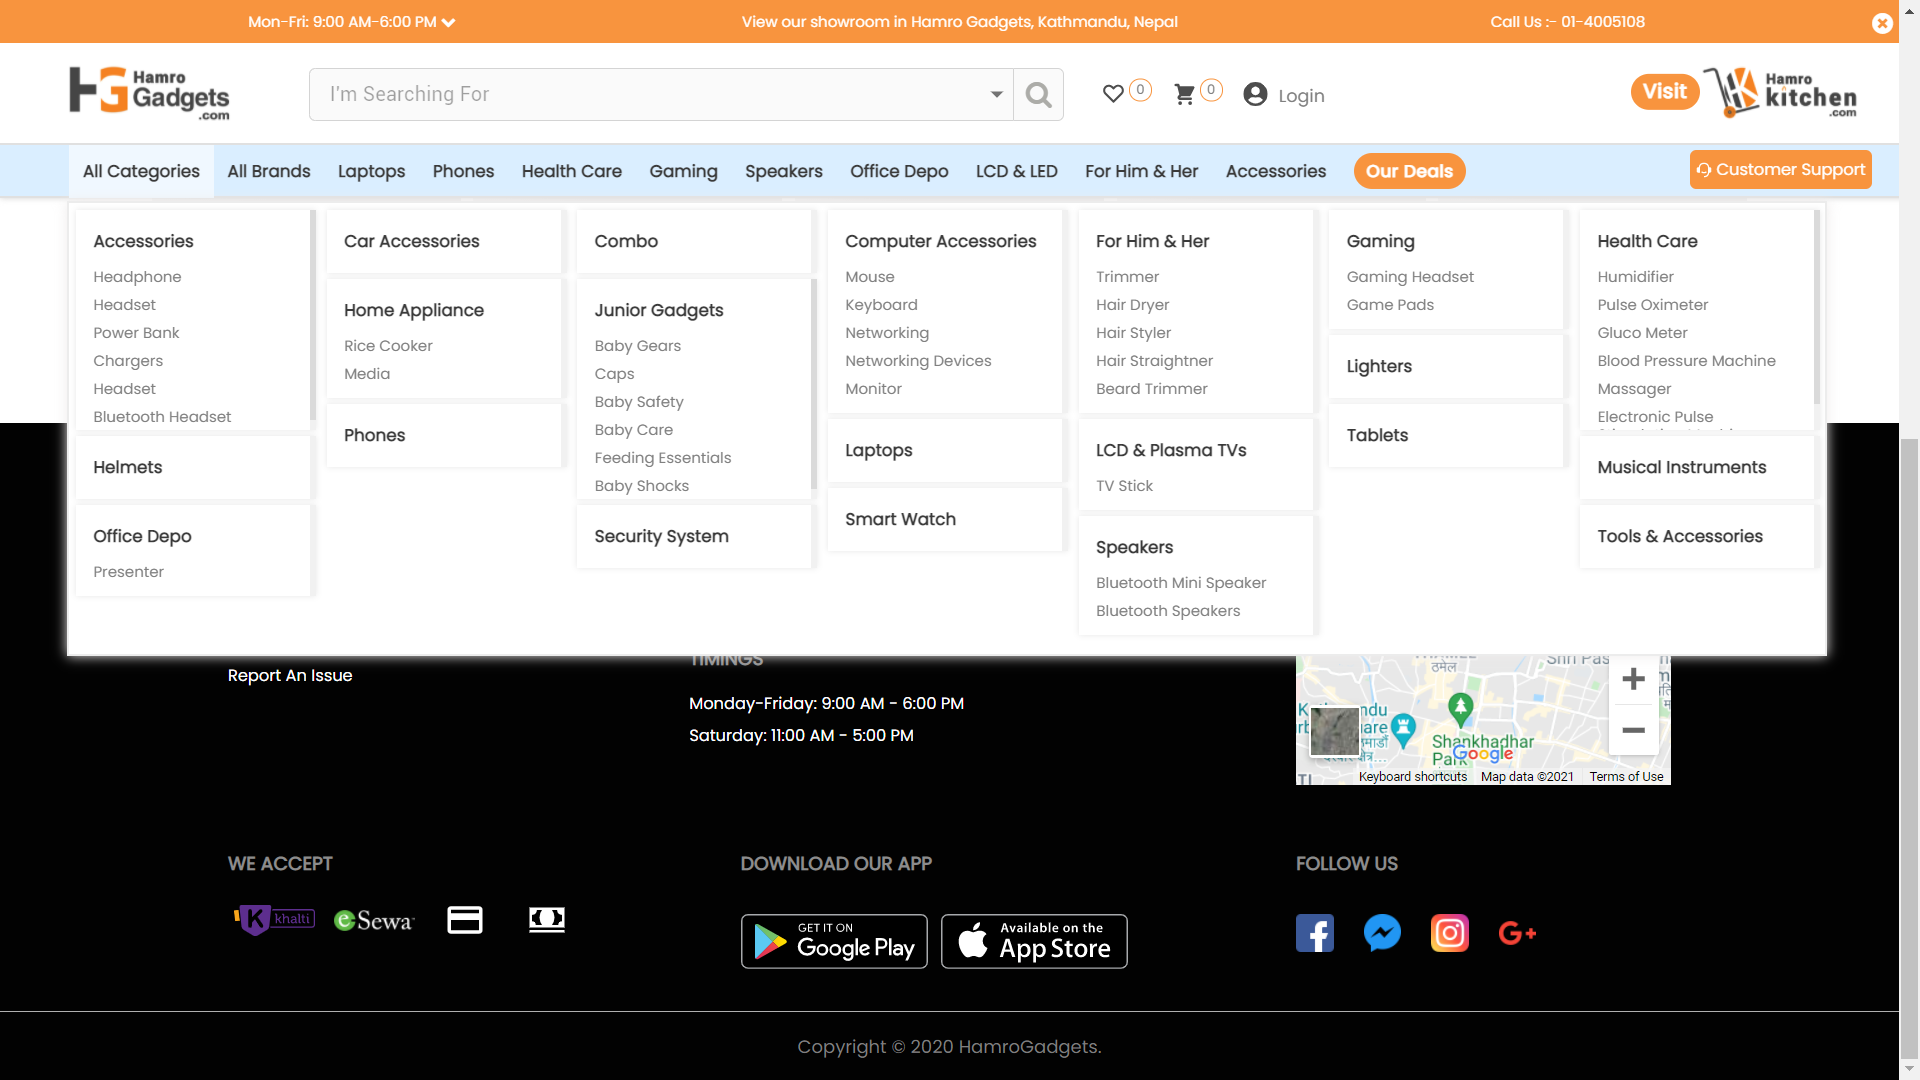 Mon-Fri: 9:00 AM-6:00 PM
View our showroom in Hamro Gadgets, Kathmandu, Nepal
Call Us :- 01-4005108
HG Hamro
Gadgets
.com
I'm Searching For
0
0
Login
Visit
Hamro
kitchen
.com
All Categories
All Brands
Laptops
Phones
Health Care
Gaming
Speakers
Office Depo
LCD & LED
For Him & Her
Accessories
Our Deals
Customer Support
Accessories
Headphone
Headset
Power Bank
Chargers
Headset
Bluetooth Headset
Helmets
Office Depo
Presenter
Car Accessories
Home Appliance
Rice Cooker
Media
Phones
Combo
Junior Gadgets
Baby Gears
Caps
Baby Safety
Baby Care
Feeding Essentials
Baby Shocks
Security System
Computer Accessories
Mouse
Keyboard
Networking
Networking Devices
Monitor
Laptops
Smart Watch
For Him & Her
Trimmer
Hair Dryer
Hair Styler
Hair Straightner
Beard Trimmer
LCD & Plasma TVs
TV Stick
Speakers
Bluetooth Mini Speaker
Bluetooth Speakers
Gaming
Gaming Headset
Game Pads
Lighters
Tablets
Health Care
Humidifier
Pulse Oximeter
Gluco Meter
Blood Pressure Machine
Massager
Electronic Pulse
Musical Instruments
Tools & Accessories
Report An Issue
TIMINGS
Monday-Friday: 9:00 AM - 6:00 PM
Saturday: 11:00 AM - 5:00 PM
ठमेल
Shankhadhar
Park
Google
Keyboard shortcuts
Map data ©2021
Terms of Use
WE ACCEPT
khalti
eSewa
DOWNLOAD OUR APP
GET IT ON
Google Play
Available on the
App Store
FOLLOW US
G+
Copyright © 2020 HamroGadgets.